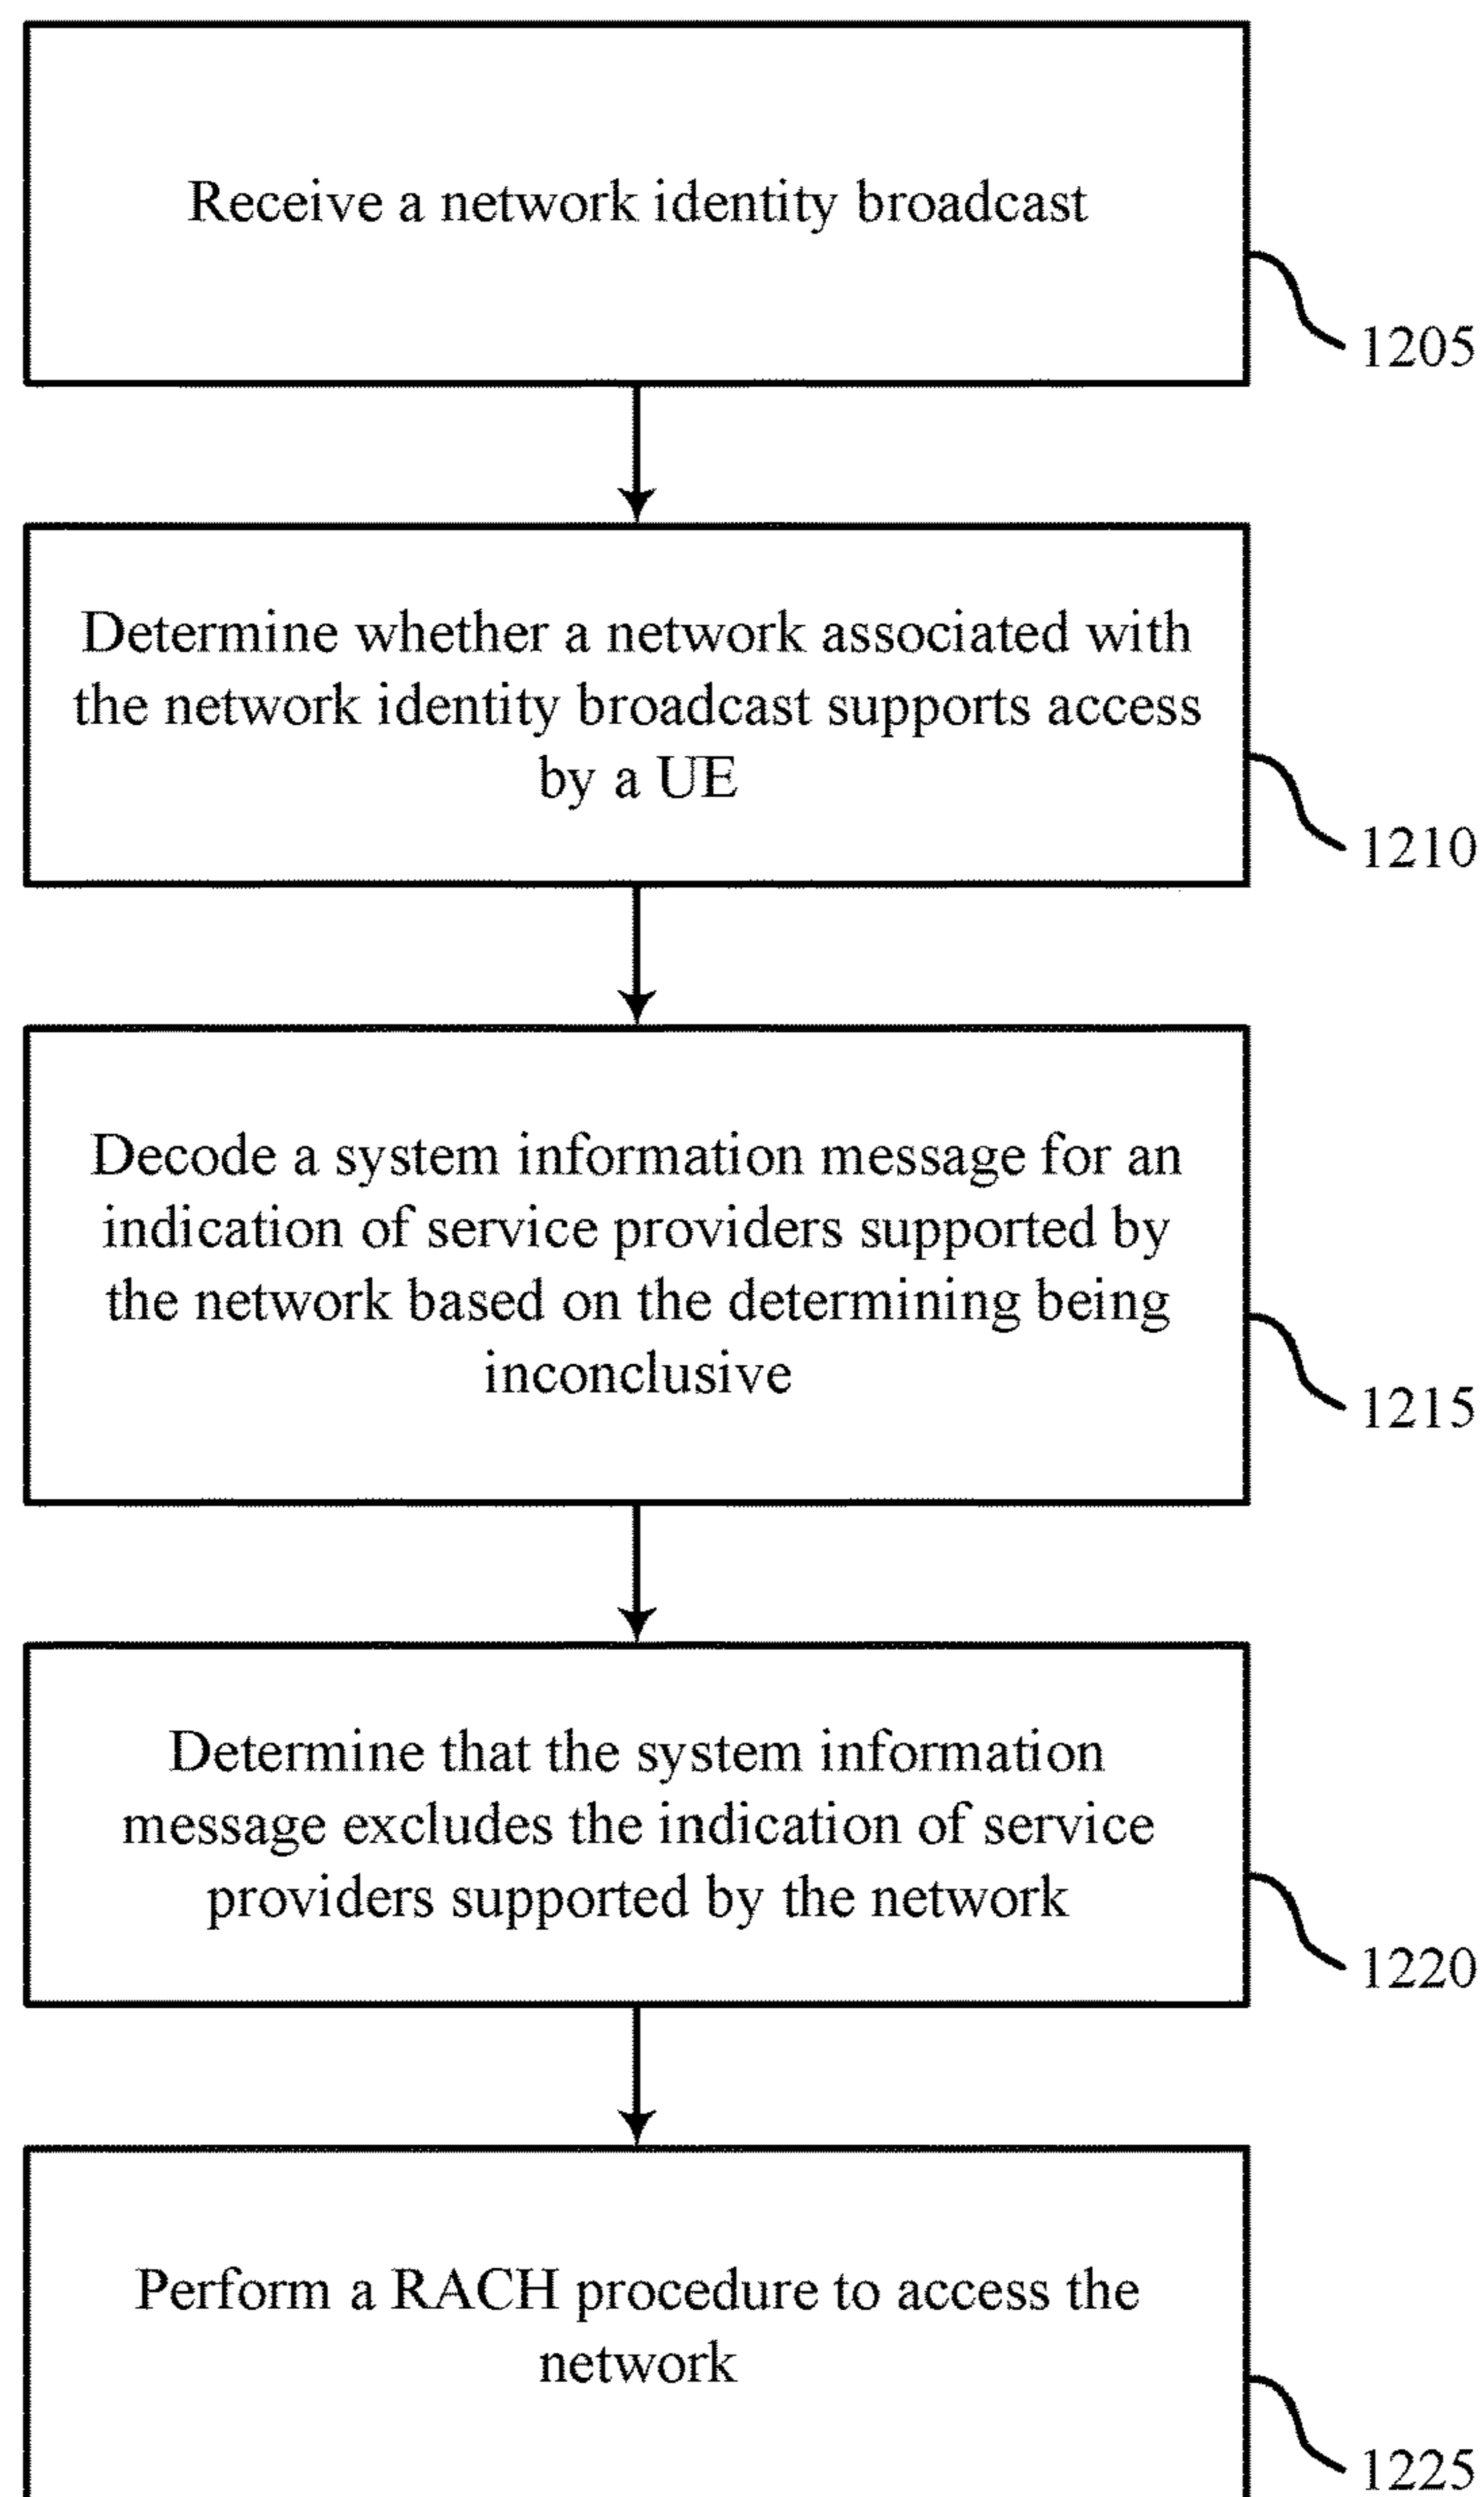 Receive a network identity broadcast
1205
Determine whether a network associated with
the network identity broadcast supports access
by a UE
1210
Decode a system information message for an
indication of service providers supported by
the network based on the determining being
inconclusive
1215
Determine that the system information
message excludes the indication of service
providers supported by the network
1220
Perform a RACH procedure to access the
network
1225